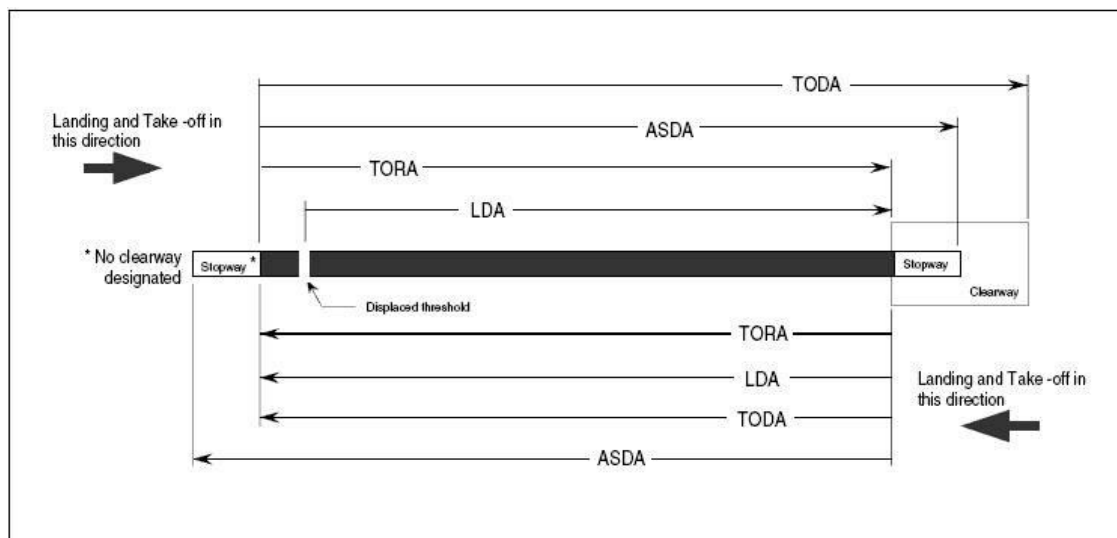 TODA
Landing and Take -off in
this direction
ASDA
TORA
LDA
* No clearway
designated
Stopway *
Stopway
Clearway
Displaced threshold
TORA
LDA
Landing and Take -off in
this direction
TODA
ASDA